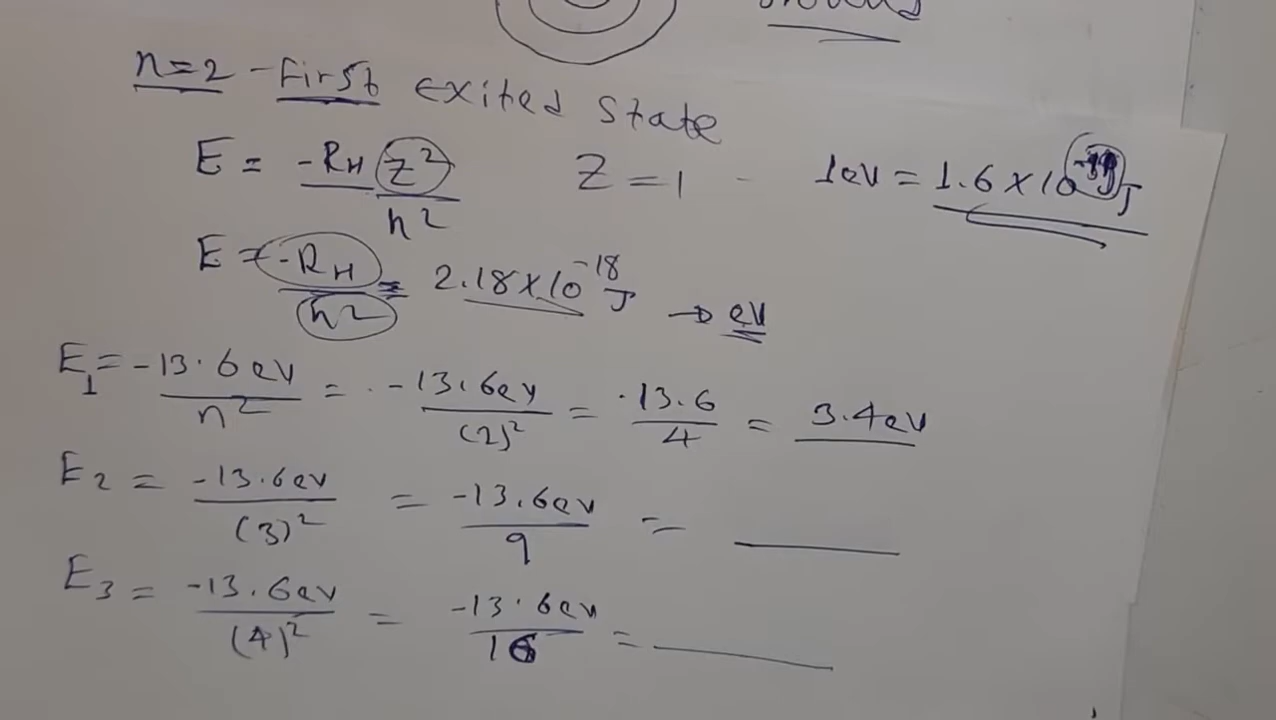 n=2 - First Exited State
E = -RH Z² / n² Z = 1 - 1eV = 1.6 × 10 J
E = -RH / n² = 2.18×10⁻¹⁸ J → eV
E₁ = -13.6 eV / n² = -13.6 eV / (2)² = -13.6 / 4 = 3.4 eV
E₂ = -13.6 eV / (3)² = -13.6 eV / 9 = ____
E₃ = -13.6 eV / (4)² = -13.6 eV / 16 = ____